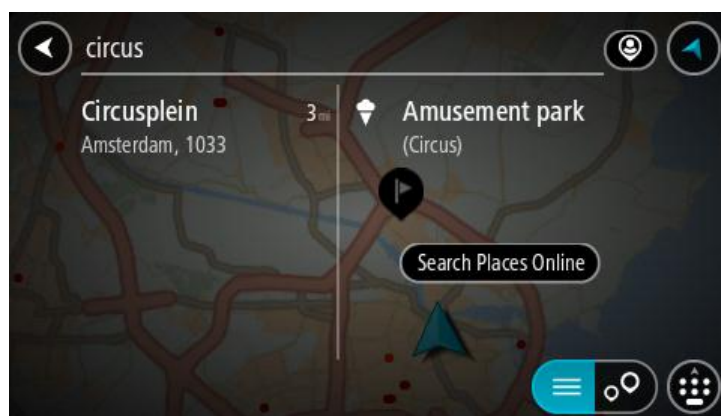 circus
Circusplein 3 mi
Amsterdam, 1033
Amusement park
(Circus)
Search Places Online